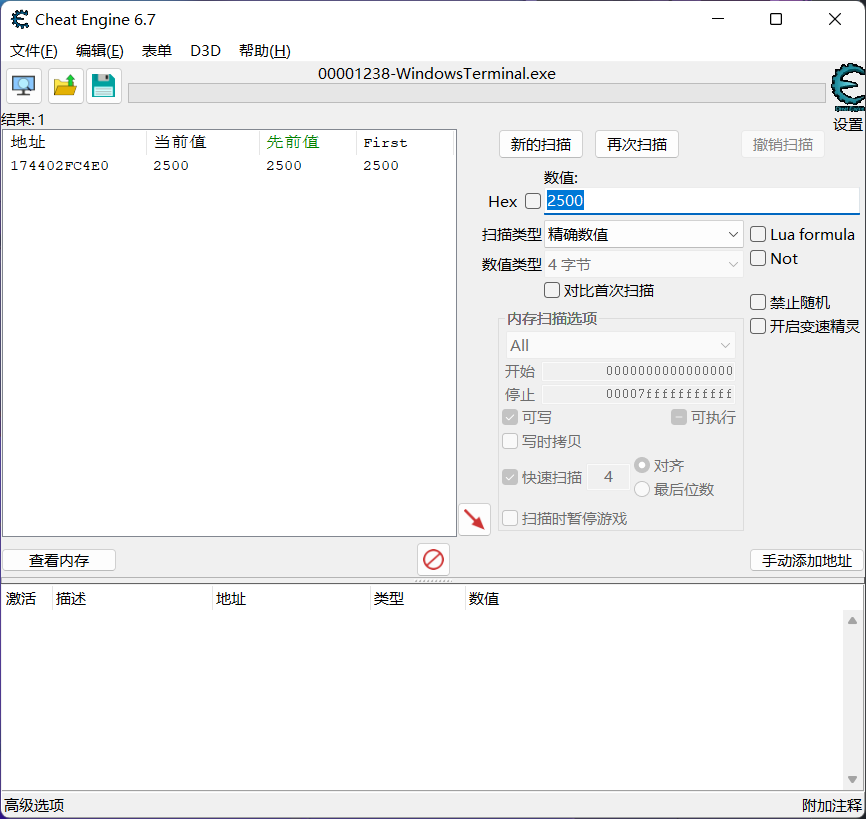 Cheat Engine 6.7
文件(F) 编辑(E) 表单 D3D 帮助(H)
00001238-WindowsTerminal.exe
设置
结果: 1
地址 当前值 先前值 First
174402FC4E0 2500 2500 2500
新的扫描 再次扫描 撤销扫描
数值:
Hex 2500
扫描类型 精确数值 Lua formula
数值类型 4 字节 Not
对比首次扫描
禁止随机
开启变速精灵
内存扫描选项
All
开始 0000000000000000
停止 00007fffffffffff
可写 可执行
写时拷贝
快速扫描 4 对齐
最后位数
扫描时暂停游戏
查看内存 手动添加地址
激活 描述 地址 类型 数值
高级选项 附加注释